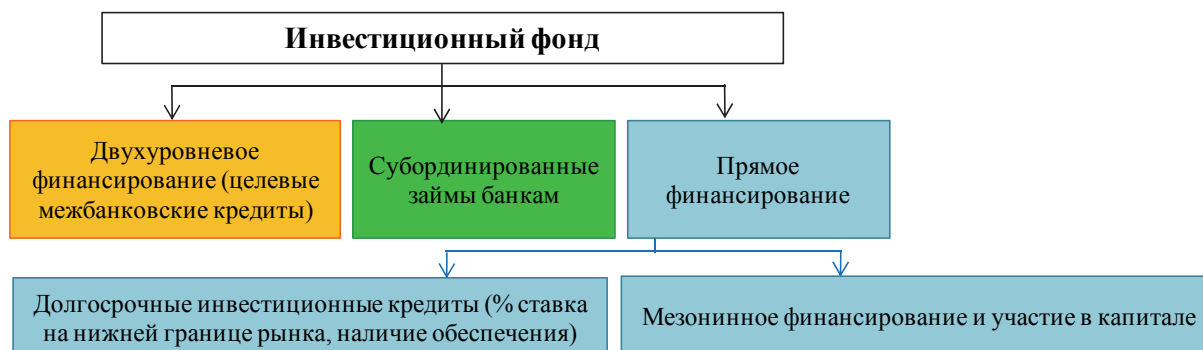 Инвестиционный фонд
Двухуровневое
финансирование (целевые
межбанковские кредиты)
Субординированные
займы банкам
Прямое
финансирование
Долгосрочные инвестиционные кредиты (% ставка
на нижней границе рынка, наличие обеспечения)
Мезонинное финансирование и участие в капитале